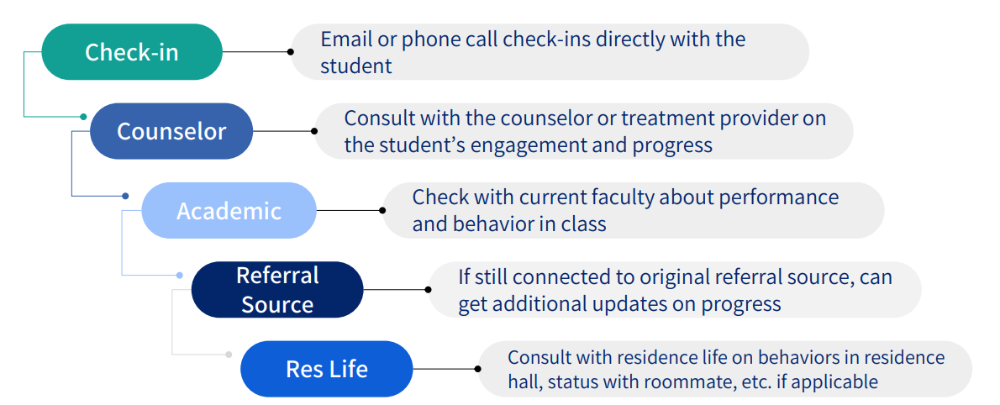 Check-in
Email or phone call check-ins directly with the
student
Counselor
Consult with the counselor or treatment provider on
the student’s engagement and progress
Academic
Check with current faculty about performance
and behavior in class
Referral
Source
If still connected to original referral source, can
get additional updates on progress
Res Life
Consult with residence life on behaviors in residence
hall, status with roommate, etc. if applicable